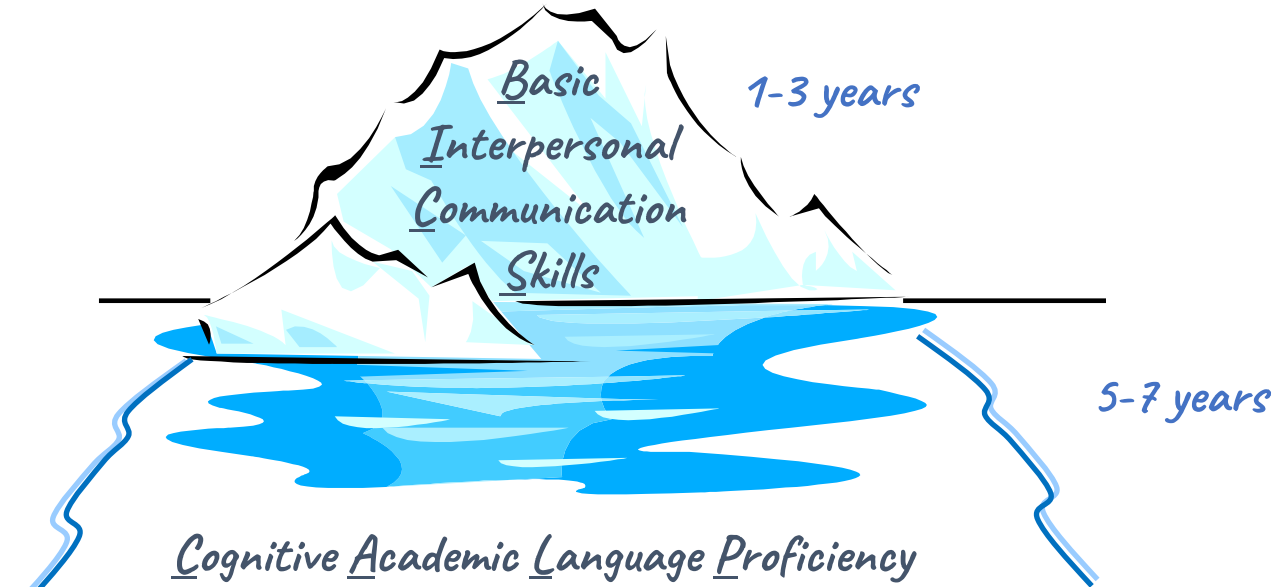 Basic
1-3 years
Interpersonal
Communication
Skills
5-7 years
Cognitive Academic Language Proficiency